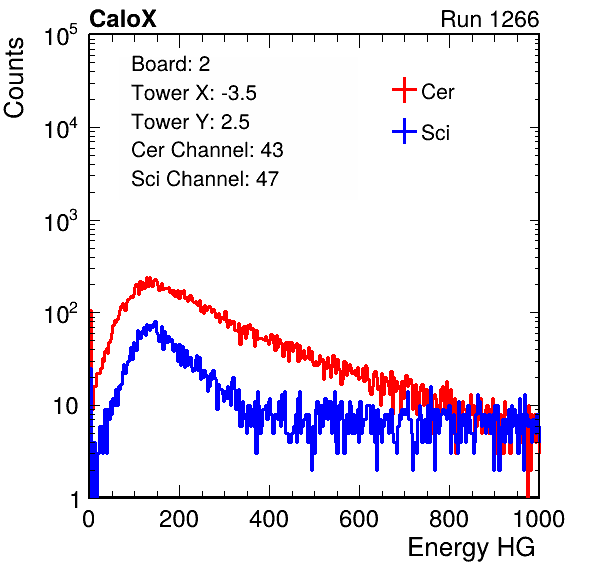 CaloX Run 1266
Counts
Board: 2
Tower X: -3.5
Tower Y: 2.5
Cer Channel: 43
Sci Channel: 47
Cer
Sci
10^5
10^4
10^3
10^2
10
1
0 200 400 600 800 1000
Energy HG